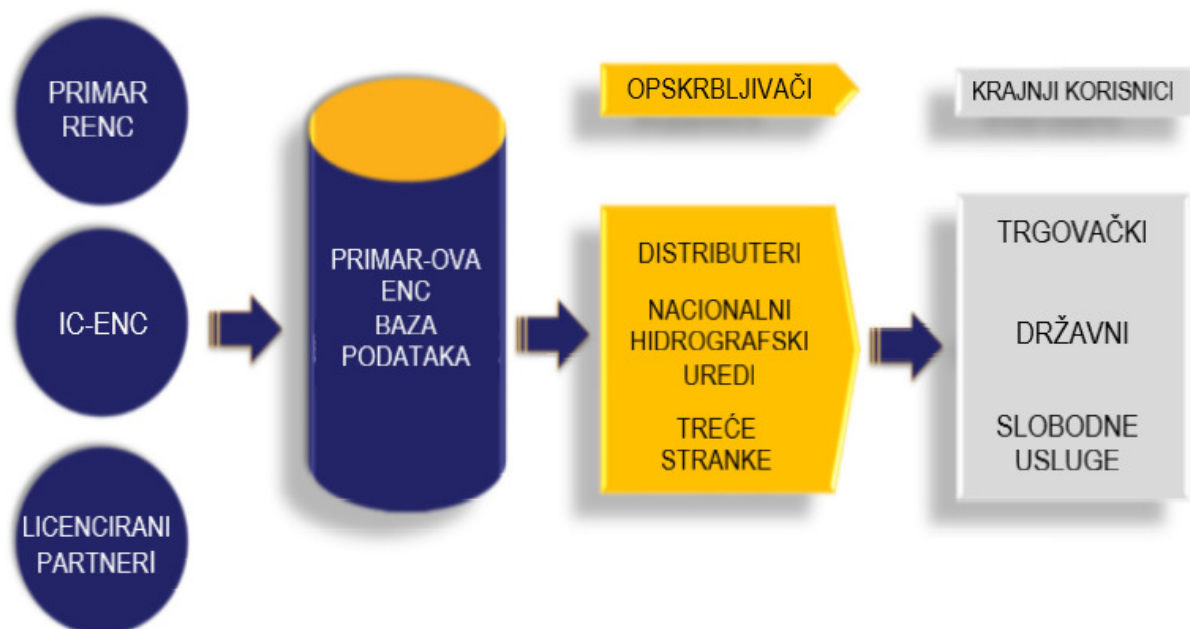 PRIMAR
RENC
IC-ENC
LICENCIRANI
PARTNERI
PRIMAR-OVA
ENC
BAZA
PODATAKA
OPSKRBLJIVAČI
DISTRIBUTERI
NACIONALNI
HIDROGRAFSKI
UREDI
TREĆE
STRANKE
KRAJNJI KORISNICI
TRGOVAČKI
DRŽAVNI
SLOBODNE
USLUGE